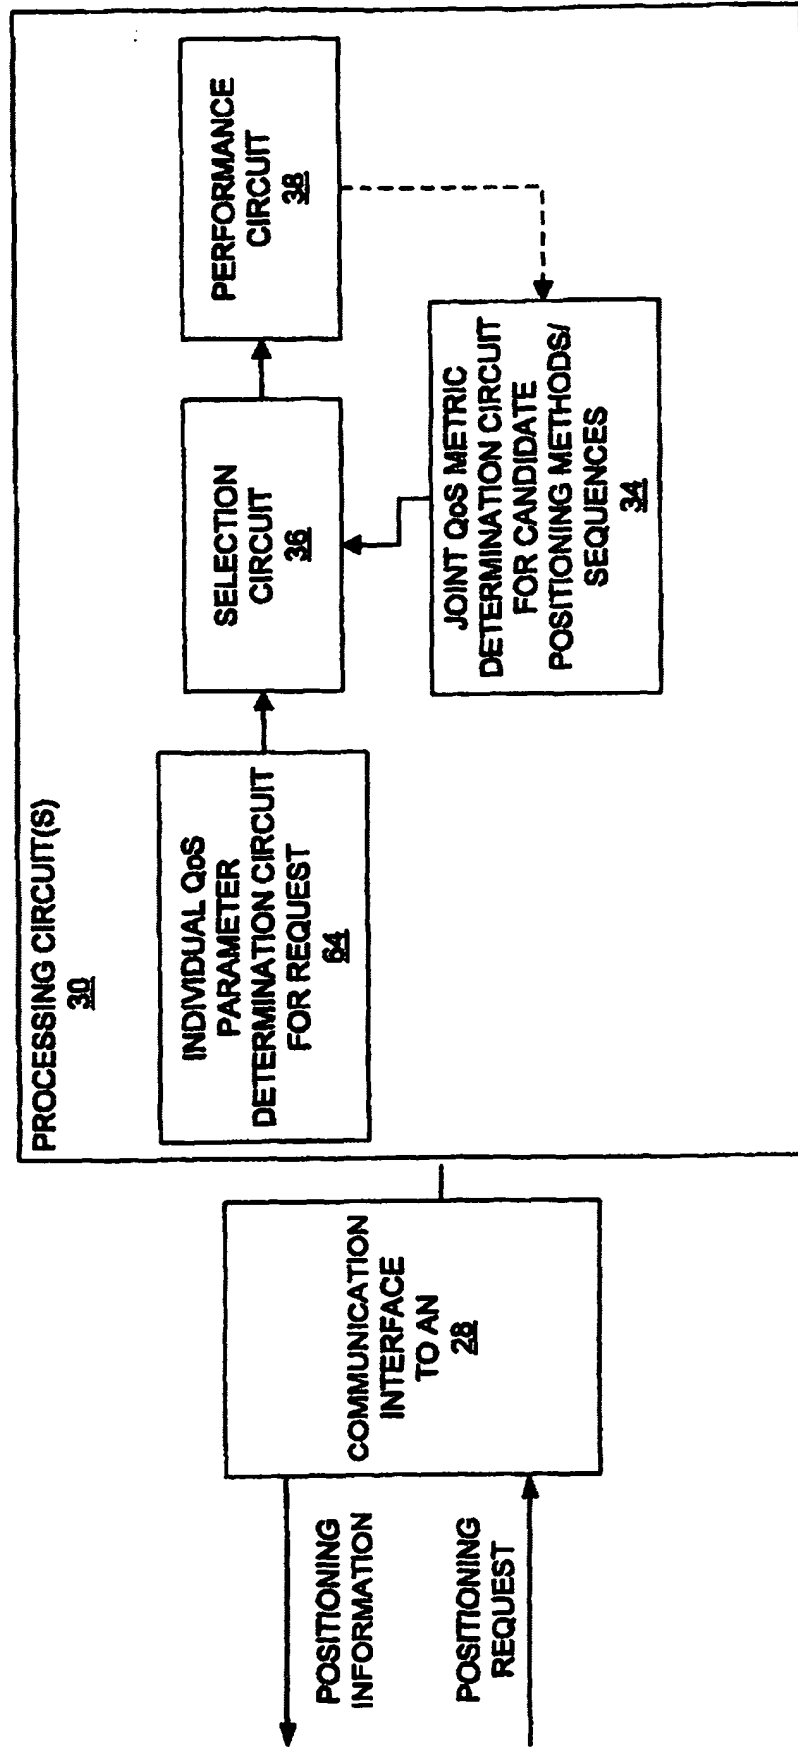 POSITIONING
INFORMATION
POSITIONING
REQUEST
COMMUNICATION
INTERFACE
TO AN
28
PROCESSING CIRCUIT(S)
30
INDIVIDUAL QoS
PARAMETER
DETERMINATION CIRCUIT
FOR REQUEST
64
SELECTION
CIRCUIT
36
PERFORMANCE
CIRCUIT
38
JOINT QoS METRIC
DETERMINATION CIRCUIT
FOR CANDIDATE
POSITIONING METHODS/
SEQUENCES
34